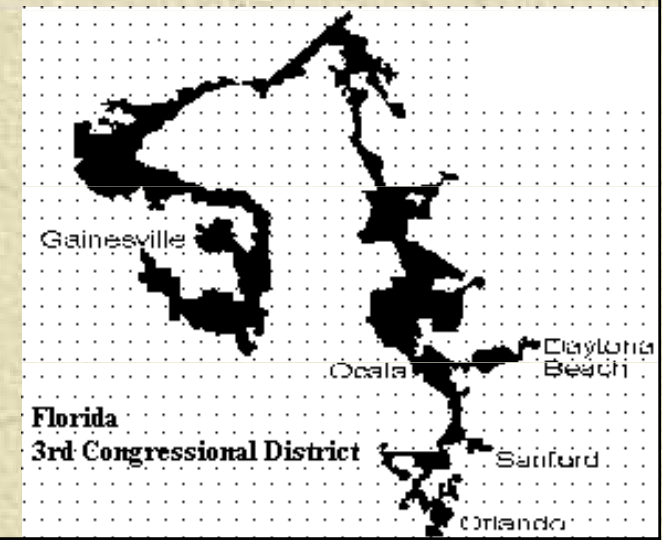 Gainesville
Daytona
Beach
Ocala
Florida
3rd Congressional District
Sanford
Orlando